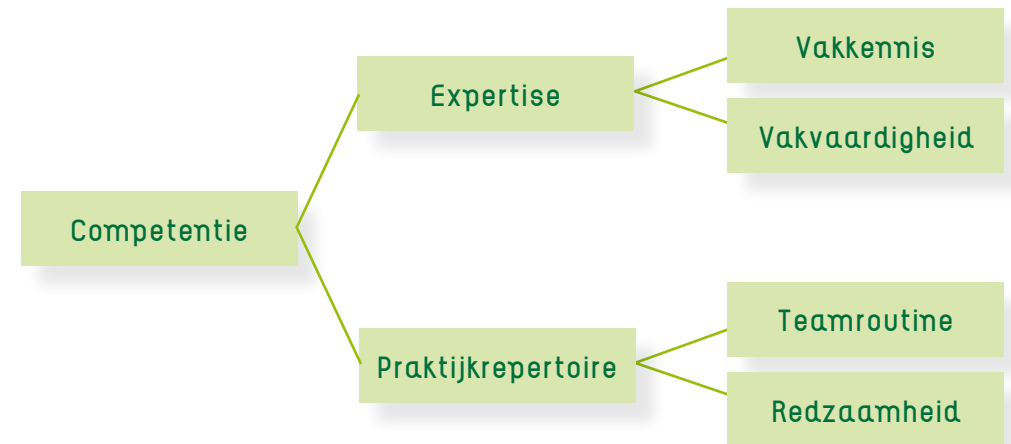 Competentie
Expertise
Vakkennis
Vakvaardigheid
Praktijkrepertoire
Teamroutine
Redzaamheid